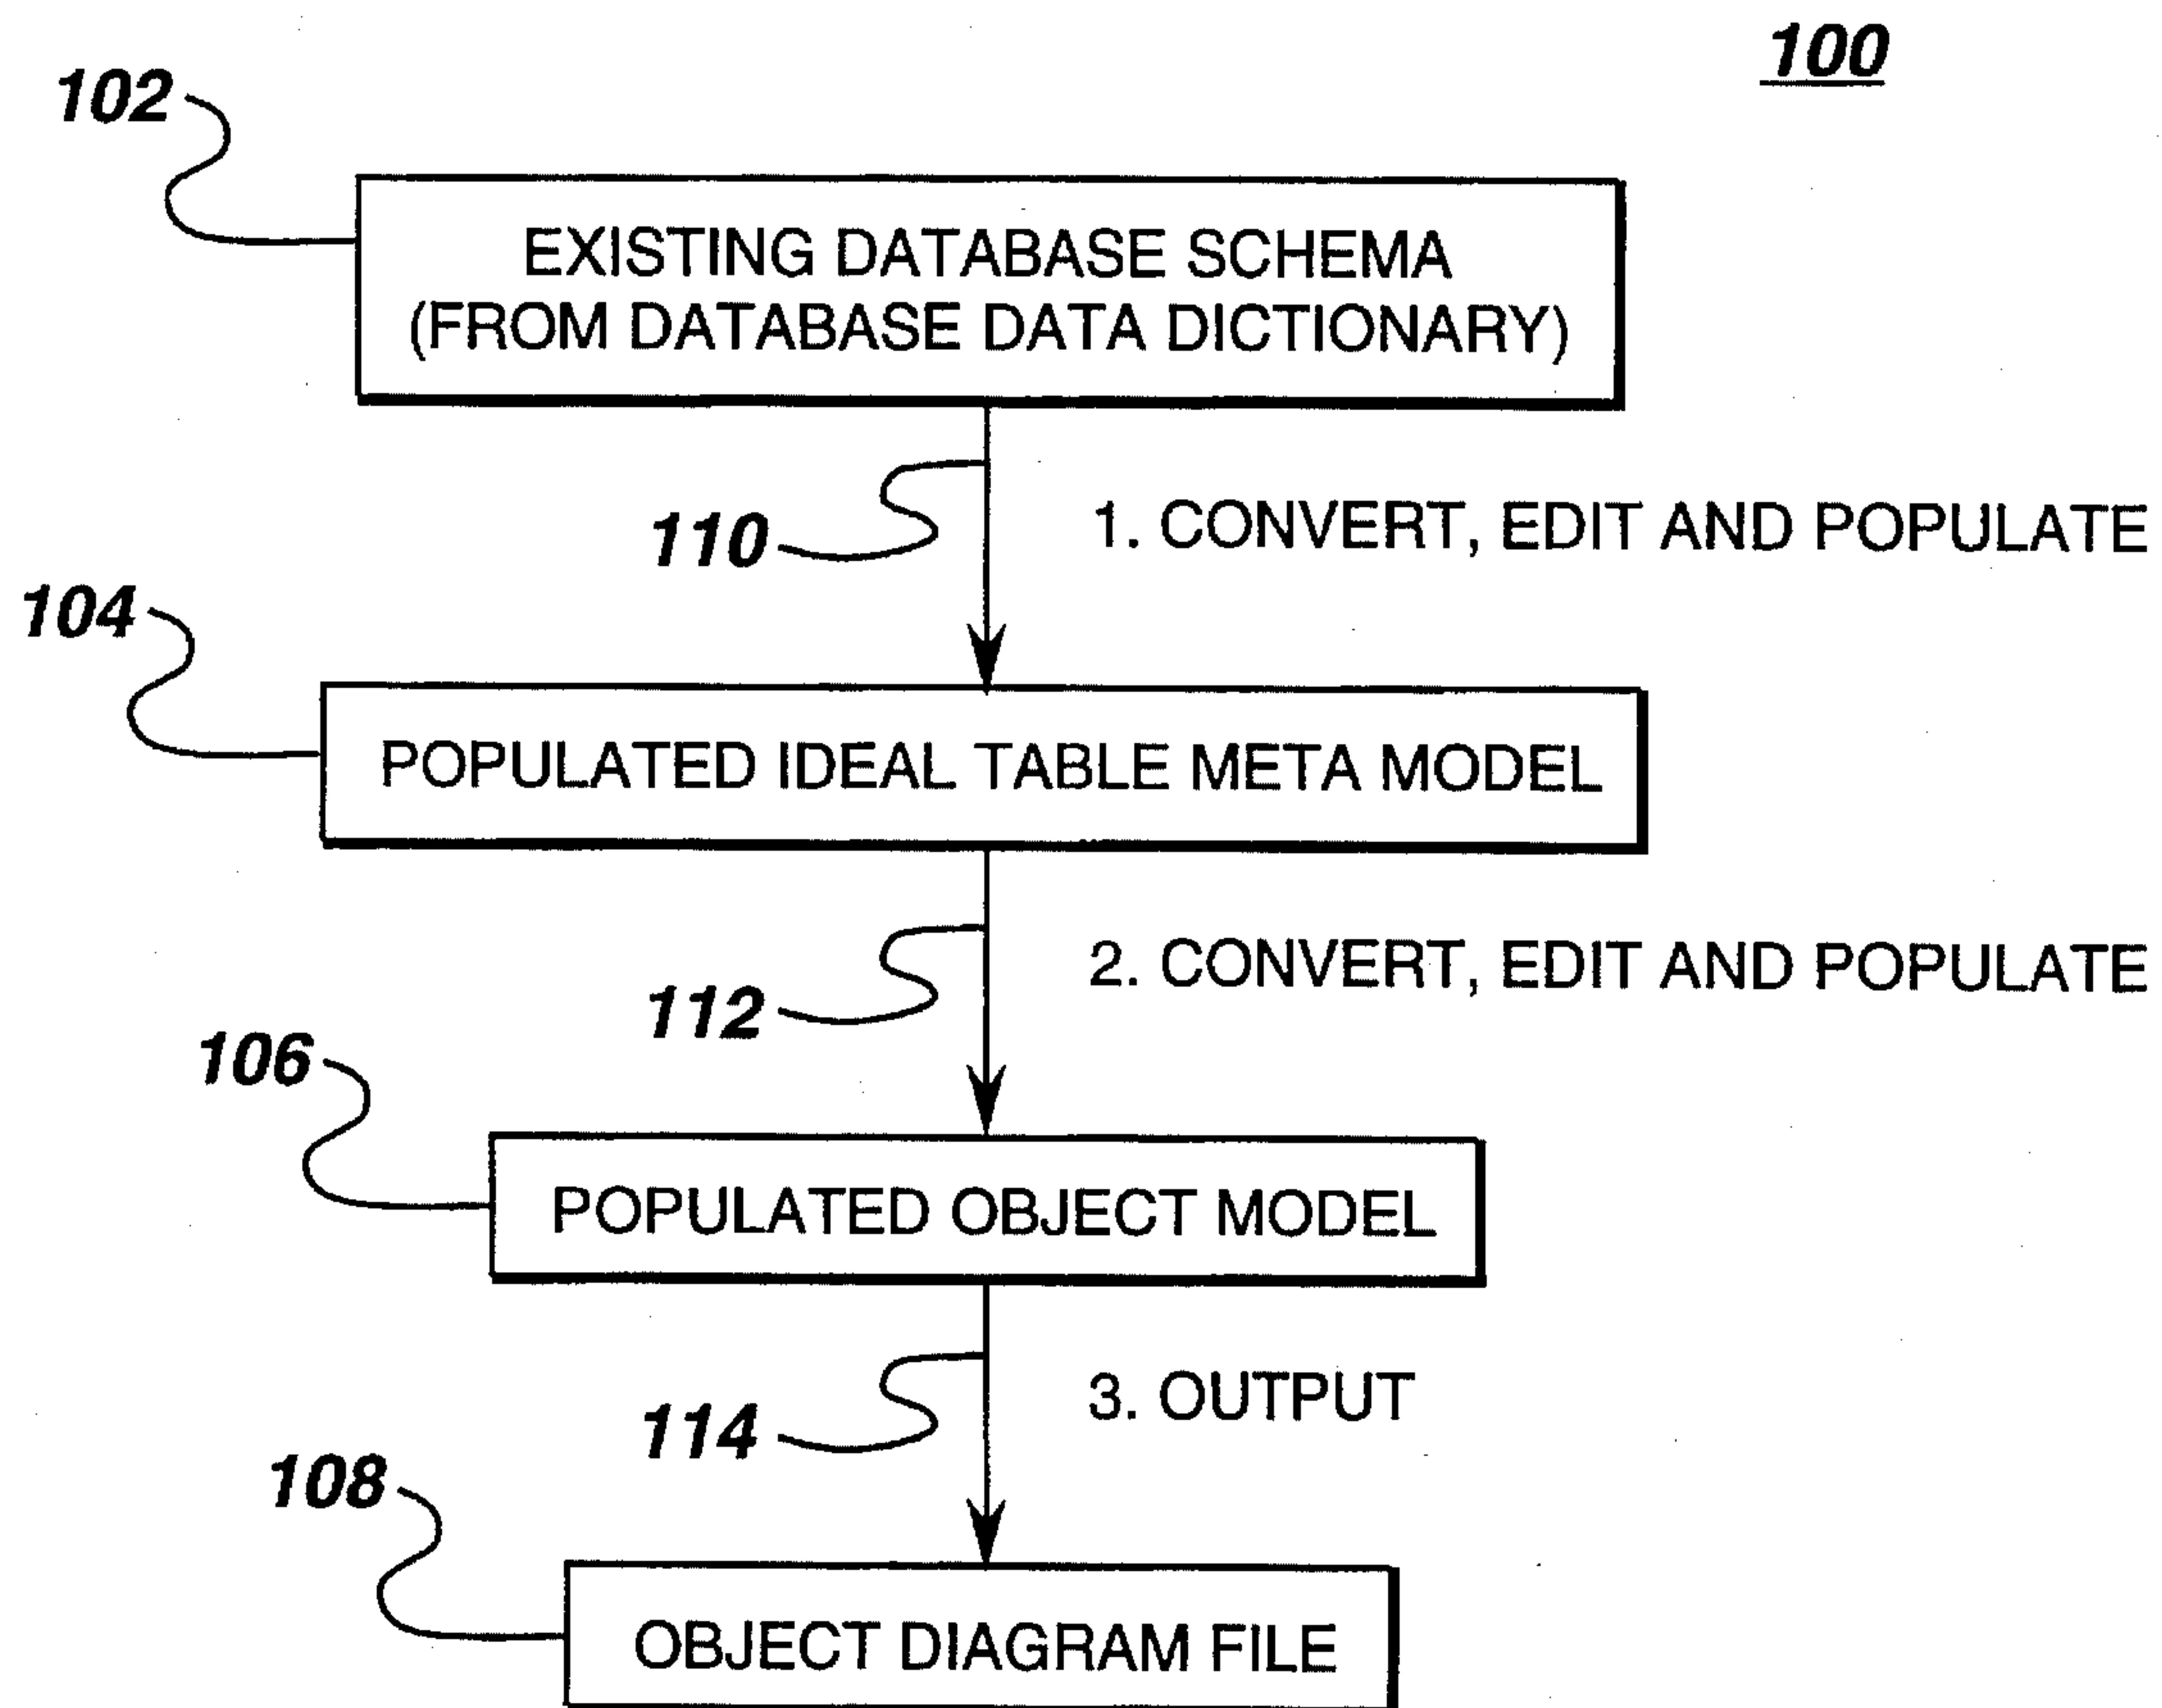 100
102
EXISTING DATABASE SCHEMA
(FROM DATABASE DATA DICTIONARY)
110
1. CONVERT, EDIT AND POPULATE
104
POPULATED IDEAL TABLE META MODEL
112
2. CONVERT, EDIT AND POPULATE
106
POPULATED OBJECT MODEL
114
3. OUTPUT
108
OBJECT DIAGRAM FILE